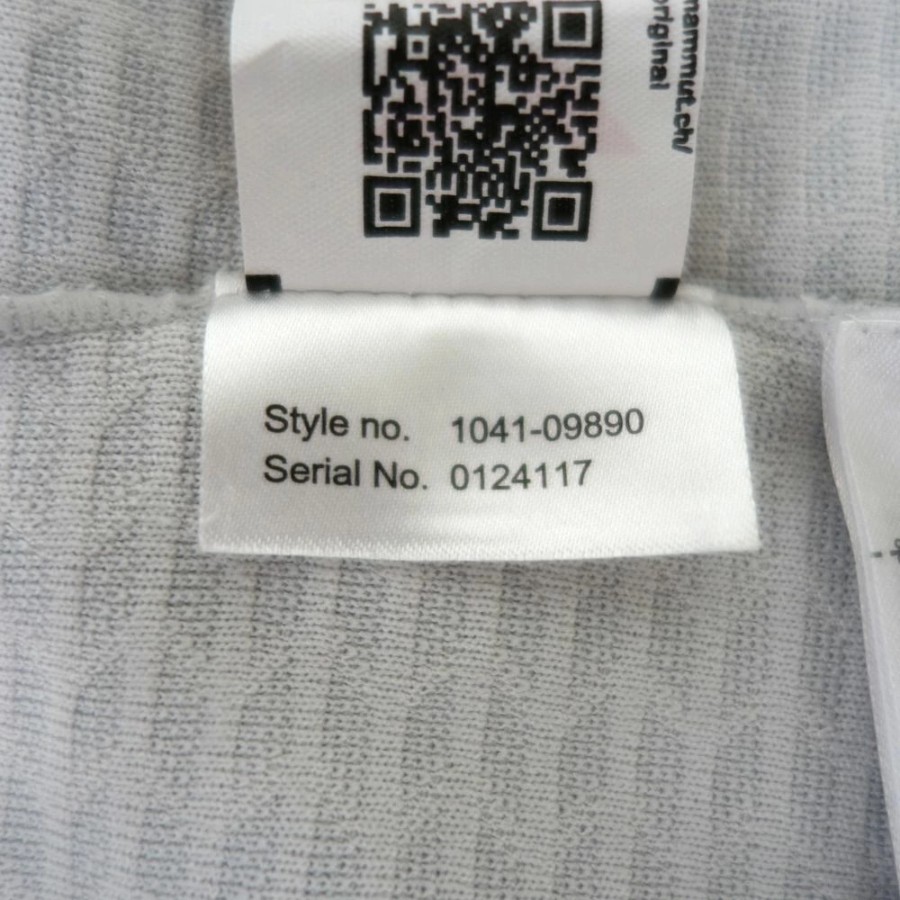 mammut.ch/
original
Style no. 1041-09890
Serial No. 0124117